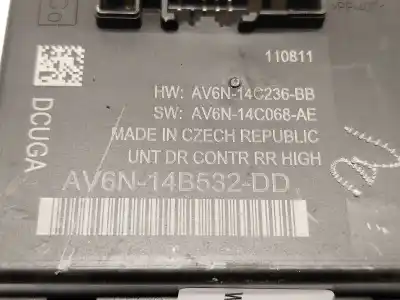 110811
HW: AV6N-14C236-BB
SW: AV6N-14C068-AE
MADE IN CZECH REPUBLIC
UNT DR CONTR RR HIGH
AV6N-14B532-DD
DCUGA